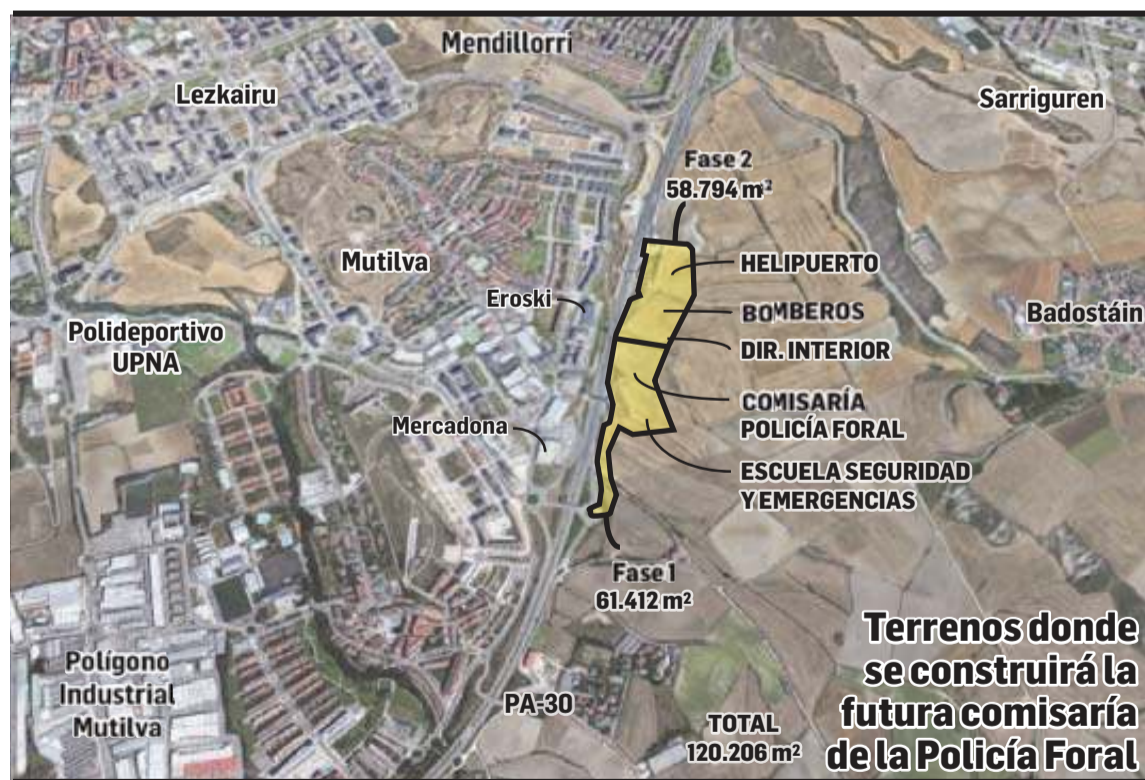 Mendillorri
Lezkairu
Sarriguren
Fase 2
58.794 m²
HELIPUERTO
Mutilva
Eroski
BOMBEROS
Badostáin
Polideportivo
UPNA
DIR. INTERIOR
COMISARÍA
POLICÍA FORAL
Mercadona
ESCUELA SEGURIDAD
Y EMERGENCIAS
Fase 1
61.412 m²
Terrenos donde
se construirá la
futura comisaría
de la Policía Foral
Polígono
Industrial
Mutilva
PA-30
TOTAL
120.206 m²